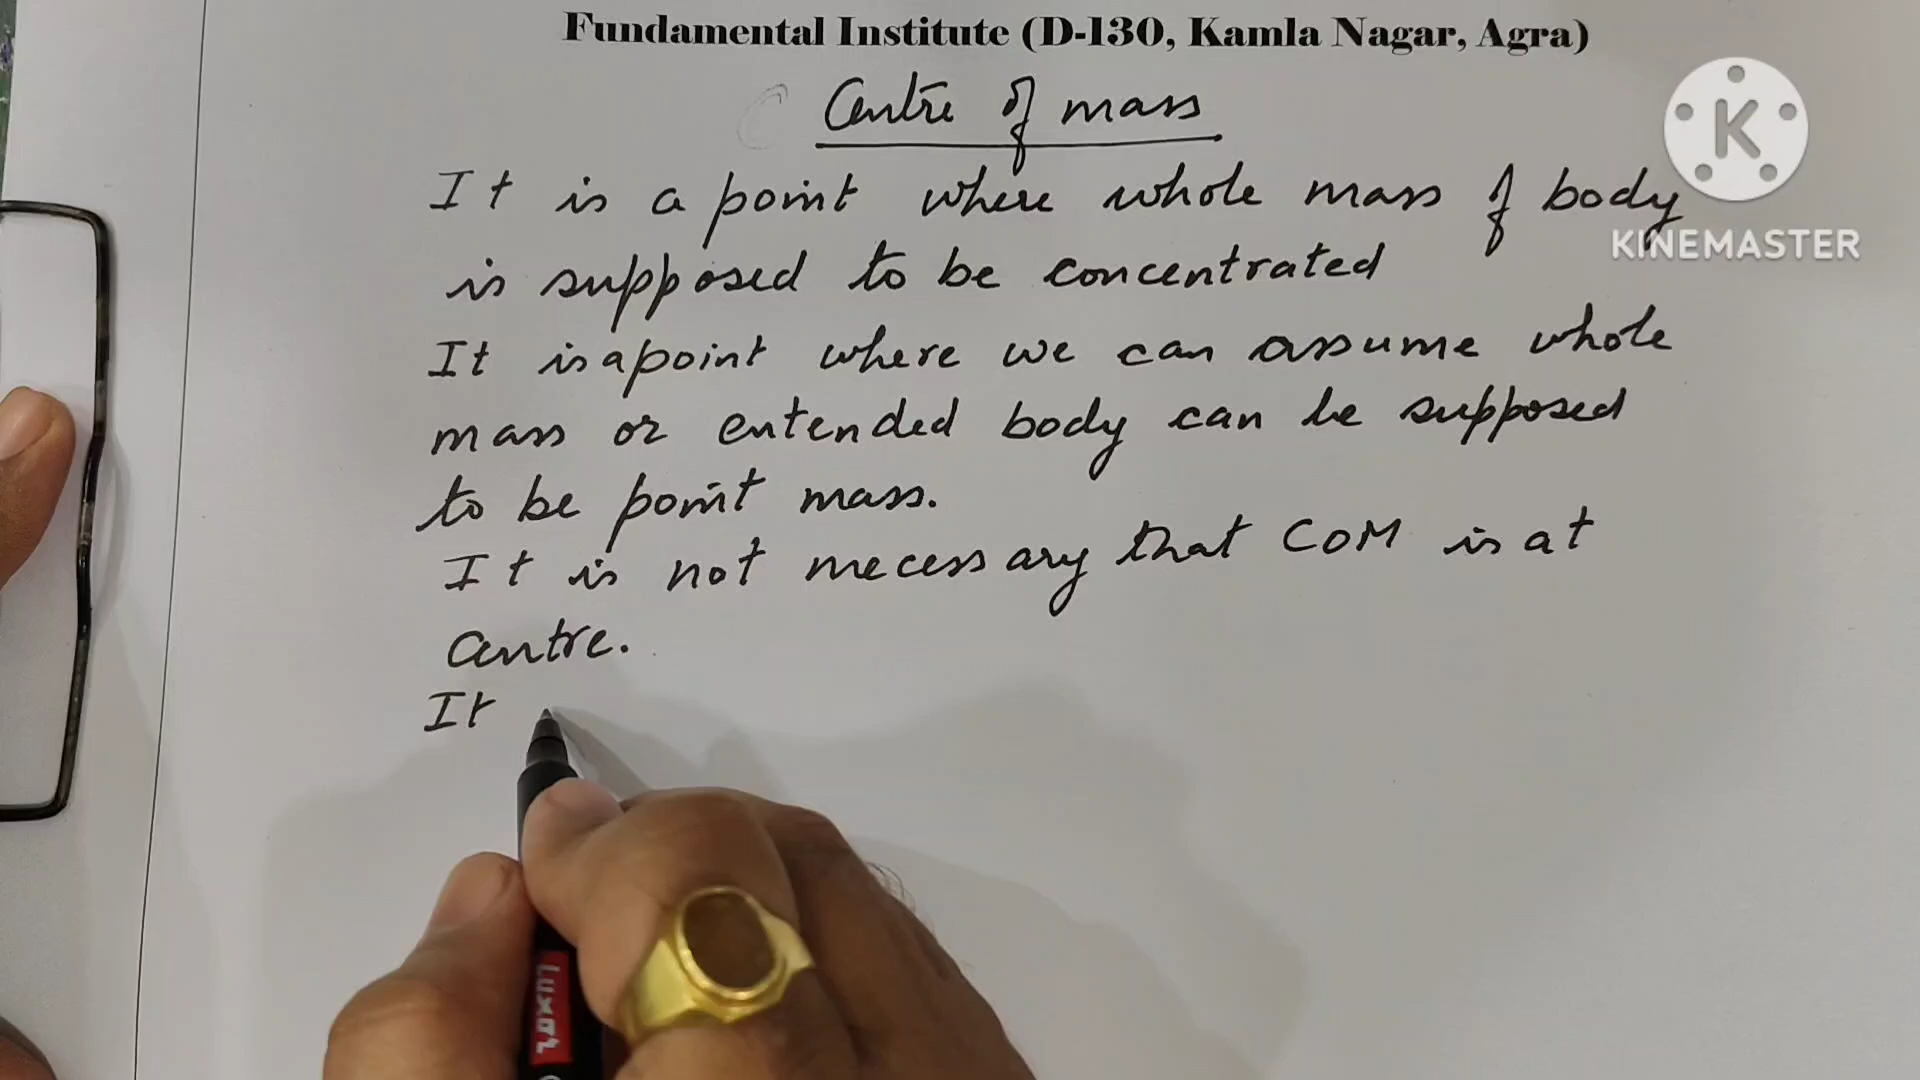 Fundamental Institute (D-130, Kamla Nagar, Agra)
Centre of mass
It is a point where whole mass of body
is supposed to be concentrated
It is a point where we can assume whole
mass or extended body can be supposed
to be point mass.
It is not necessary that COM is at
centre.
It
K
KINEMASTER
LUXOR